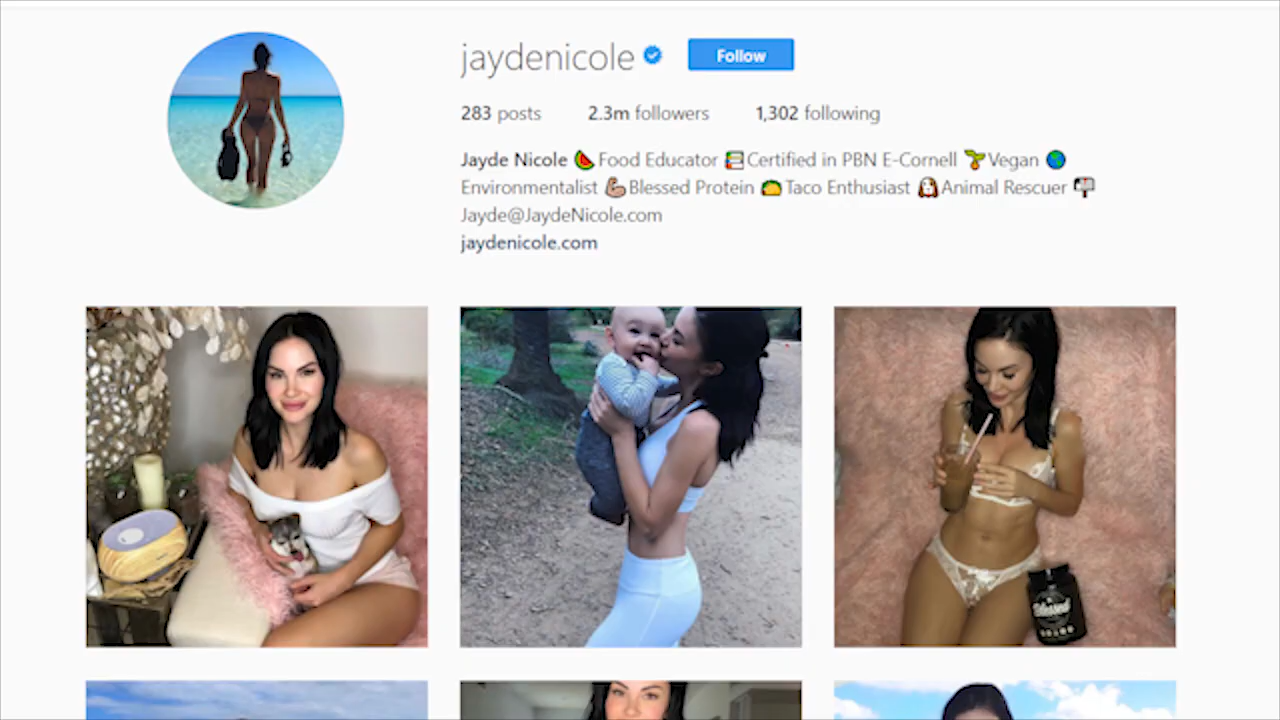 jaydenicole Follow
283 posts 2.3m followers 1,302 following
Jayde Nicole 🍉Food Educator 📚Certified in PBN E-Cornell 🌱Vegan 🌎
Environmentalist 💪🏼Blessed Protein 🌮Taco Enthusiast 🐶Animal Rescuer 📬
Jayde@JaydeNicole.com
jaydenicole.com
Blessed